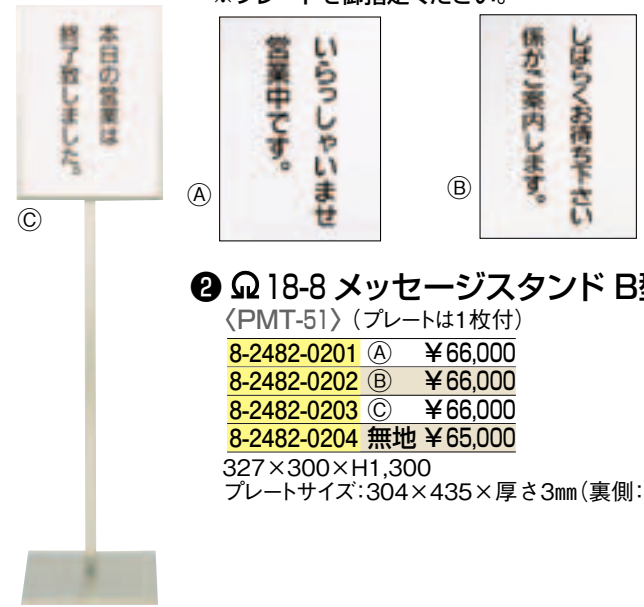 ※プレートを御指定ください。
本日の営業は
終了致しました。
Ⓒ
いらっしゃいませ
営業中です。
Ⓐ
しばらくお待ち下さい
係がご案内します。
Ⓑ
❷ 18-8 メッセージスタンド B型
〈PMT-51〉(プレートは1枚付)
8-2482-0201 Ⓐ ¥66,000
8-2482-0202 Ⓑ ¥66,000
8-2482-0203 Ⓒ ¥66,000
8-2482-0204 無地 ¥65,000
327×300×H1,300
プレートサイズ:304×435×厚さ3㎜(裏側: